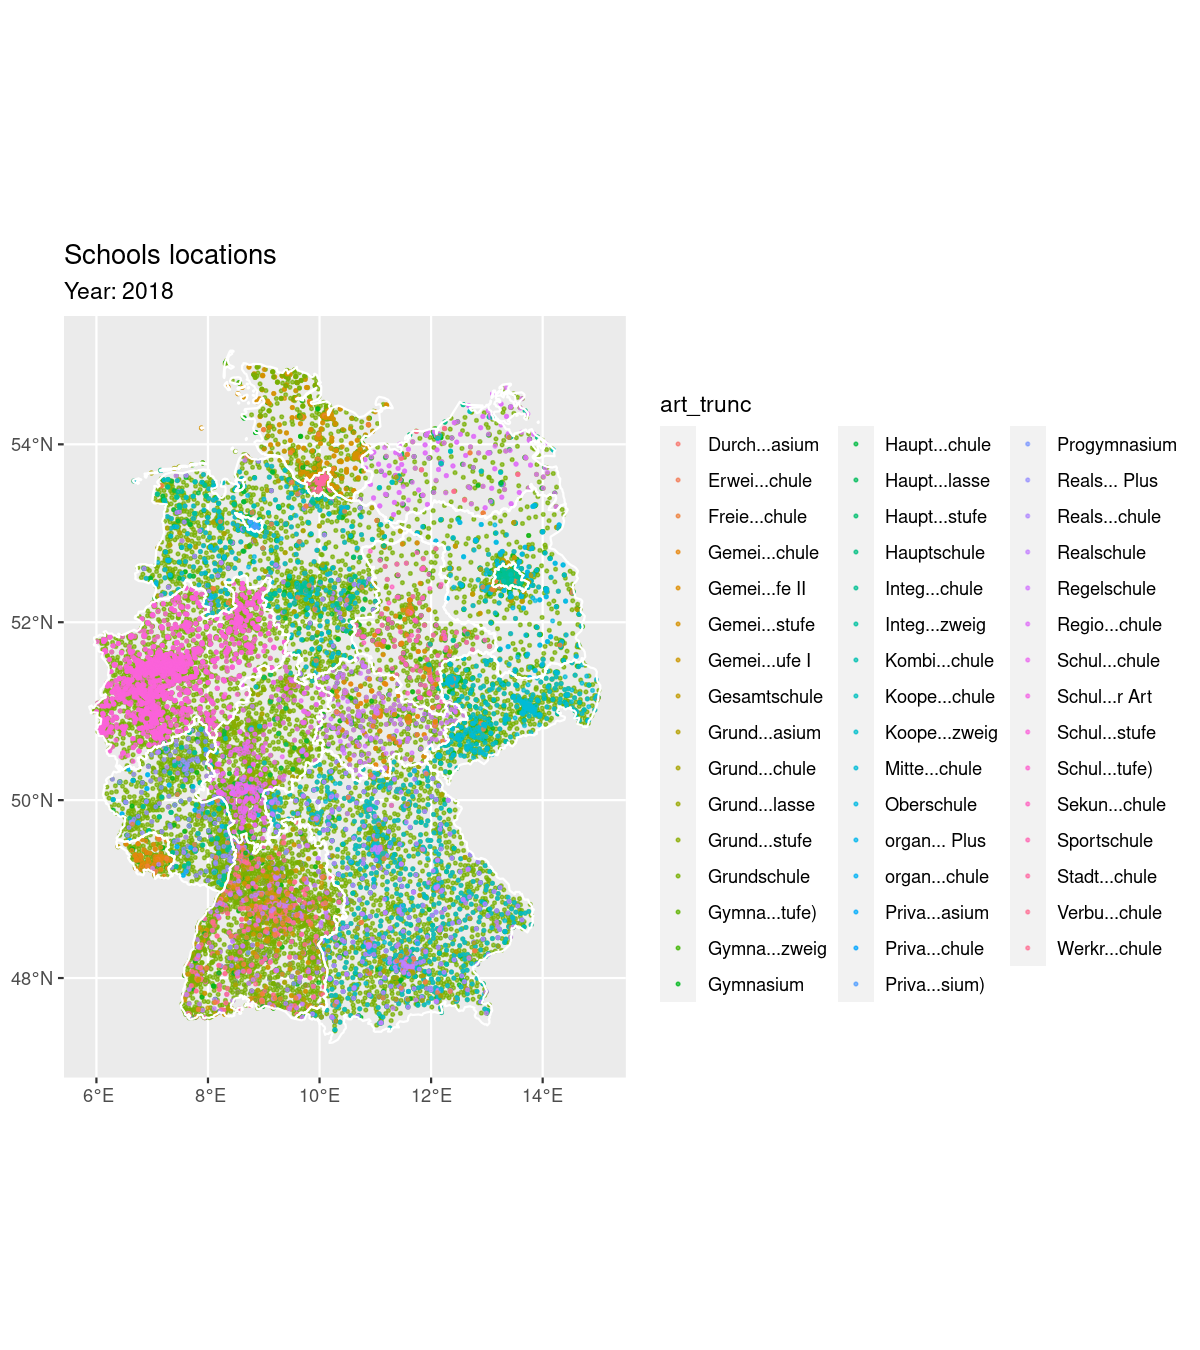 Schools locations
Year: 2018
54°N
52°N
50°N
48°N
6°E
8°E
10°E
12°E
14°E
art_trunc
Durch...asium
Erwei...chule
Freie...chule
Gemei...chule
Gemei...fe II
Gemei...stufe
Gemei...ufe I
Gesamtschule
Grund...asium
Grund...chule
Grund...lasse
Grund...stufe
Grundschule
Gymna...tufe)
Gymna...zweig
Gymnasium
Haupt...chule
Haupt...lasse
Haupt...stufe
Hauptschule
Integ...chule
Integ...zweig
Kombi...chule
Koope...chule
Koope...zweig
Mitte...chule
Oberschule
organ... Plus
organ...chule
Priva...asium
Priva...chule
Priva...sium)
Progymnasium
Reals... Plus
Reals...chule
Realschule
Regelschule
Regio...chule
Schul...chule
Schul...r Art
Schul...stufe
Schul...tufe)
Sekun...chule
Sportschule
Stadt...chule
Verbu...chule
Werkr...chule